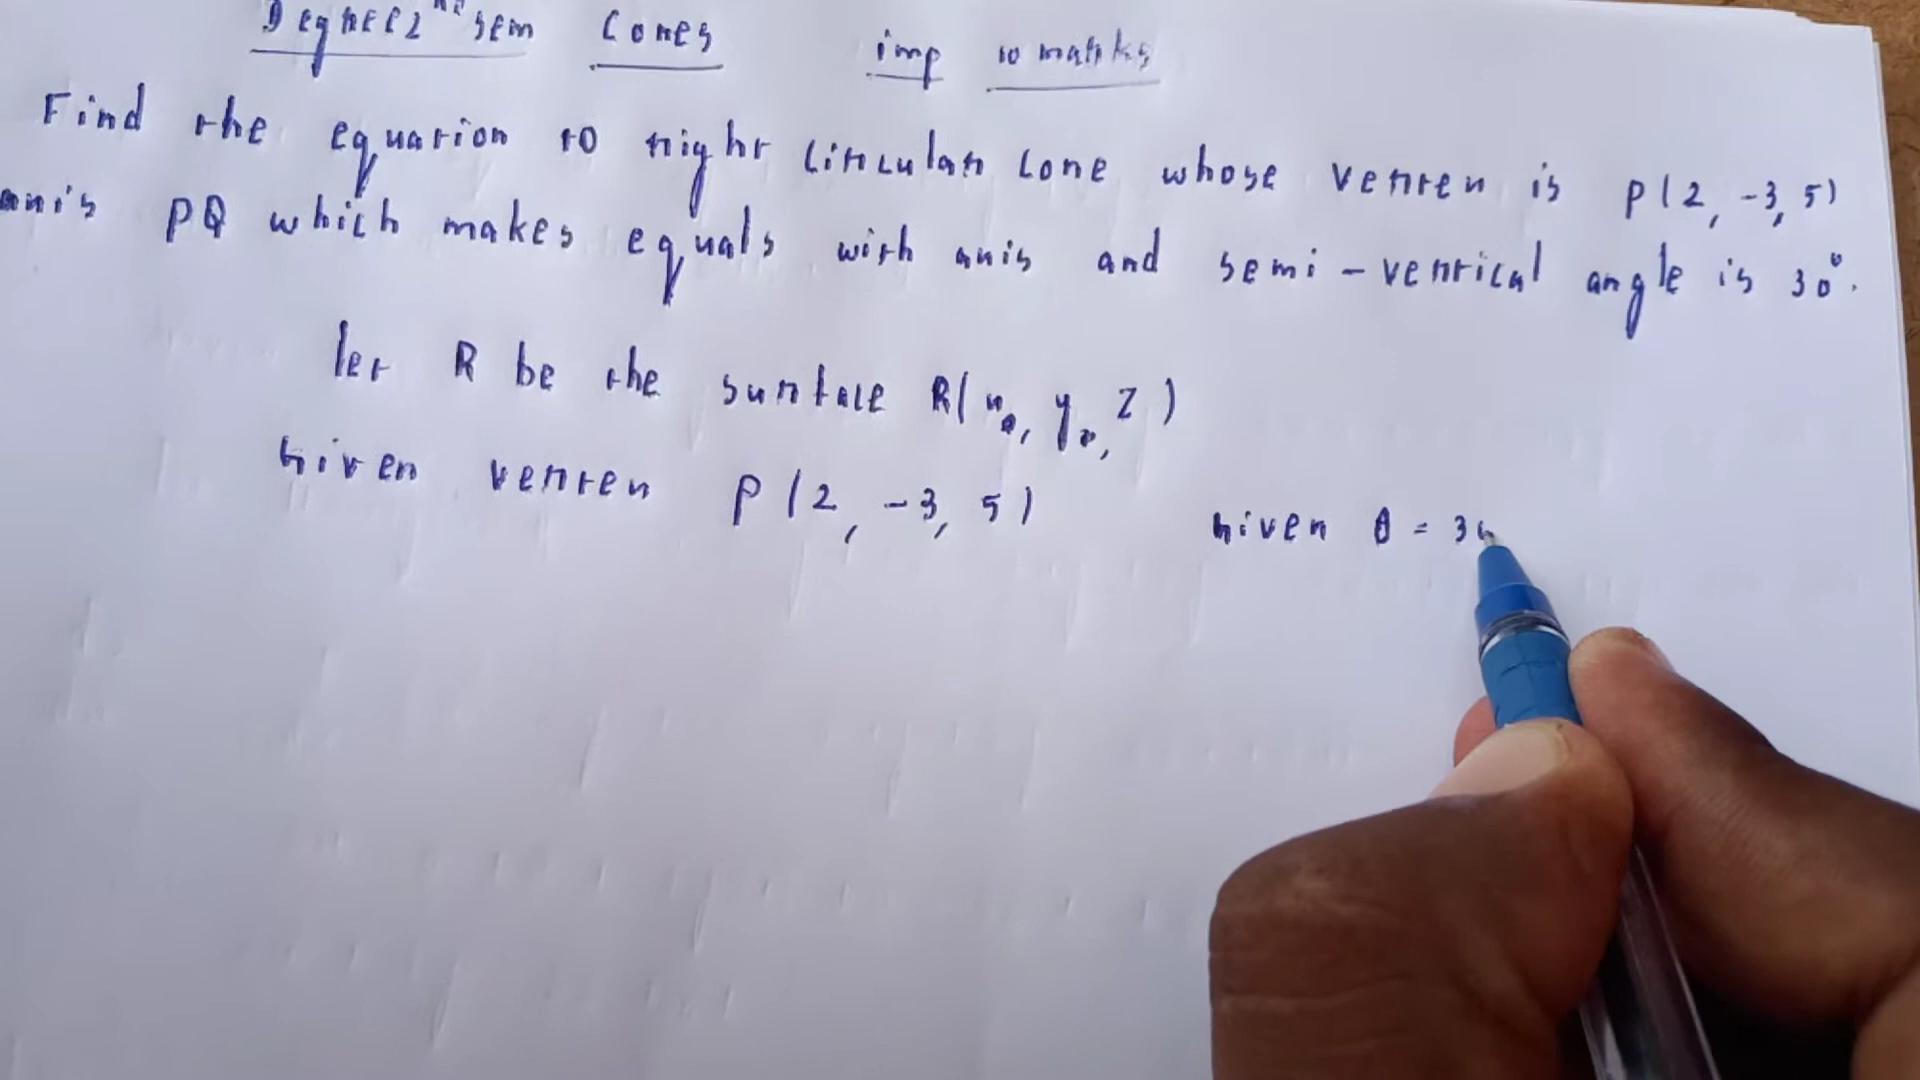 Degree 2nd sem Cones imp 10 marks
Find the equation to right circular cone whose vertex is P(2, -3, 5)
axis PQ which makes equals with axis and semi-vertical angle is 30°.
let R be the surface R(x, y, z)
Given vertex P(2, -3, 5)
Given θ = 30